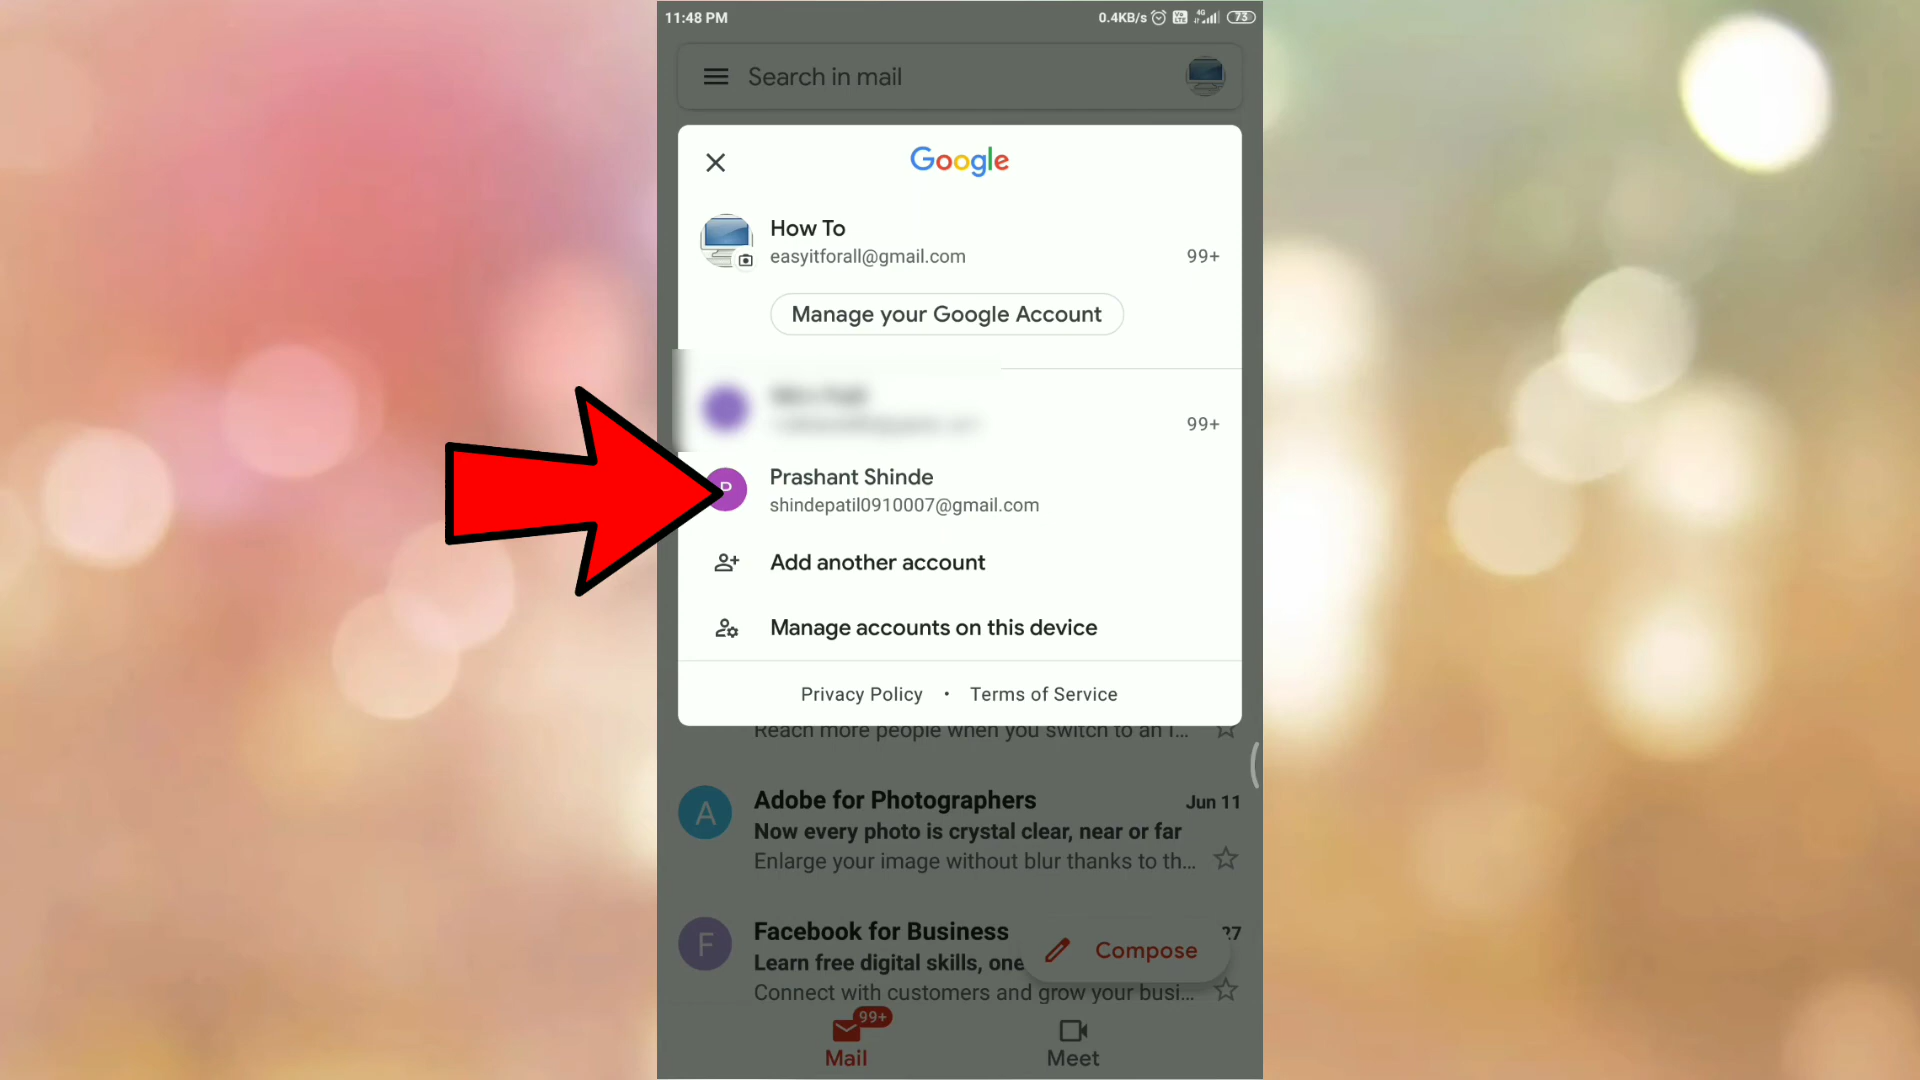 11:48 PM
0.4KB/s
4G
73
Search in mail
Google
How To
easyitforall@gmail.com
99+
Manage your Google Account
99+
P
Prashant Shinde
shindepatil0910007@gmail.com
Add another account
Manage accounts on this device
Privacy Policy • Terms of Service
Reach more people when you switch to an I...
A
Adobe for Photographers
Jun 11
Now every photo is crystal clear, near or far
Enlarge your image without blur thanks to th...
F
Facebook for Business
27
Learn free digital skills, one
Compose
Connect with customers and grow your busi...
99+
Mail
Meet